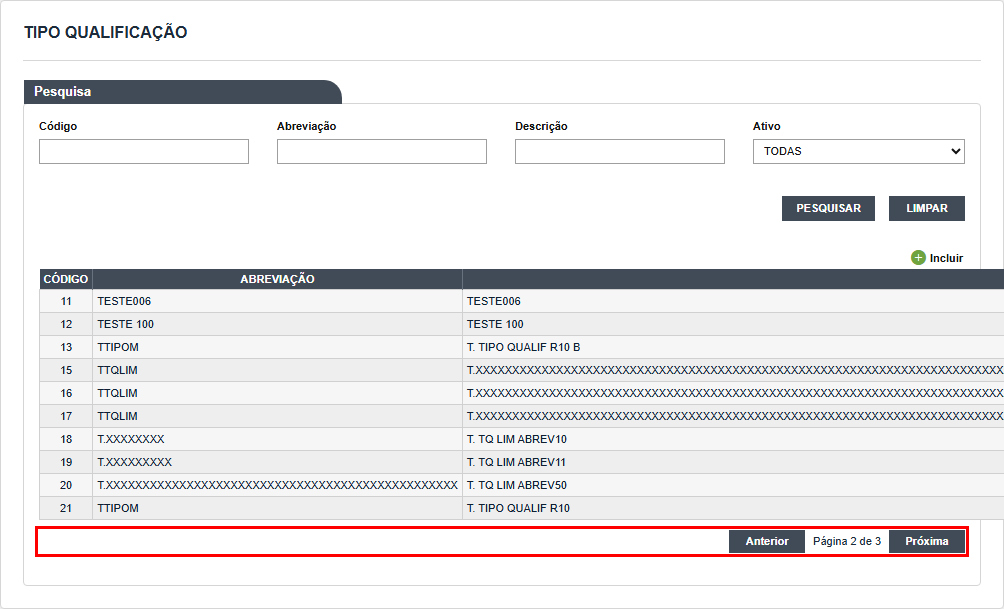 TIPO QUALIFICAÇÃO
Pesquisa
Código Abreviação Descrição Ativo
TODAS
PESQUISAR LIMPAR
Incluir
CÓDIGO ABREVIAÇÃO
11 TESTE006 TESTE006
12 TESTE 100 TESTE 100
13 TTIPOM T. TIPO QUALIF R10 B
15 TTQLIM
16 TTQLIM
17 TTQLIM
18 T.XXXXXXXX T. TQ LIM ABREV10
19 T.XXXXXXXXX T. TQ LIM ABREV11
20 T. TQ LIM ABREV50
21 TTIPOM T. TIPO QUALIF R10
Anterior Página 2 de 3 Próxima